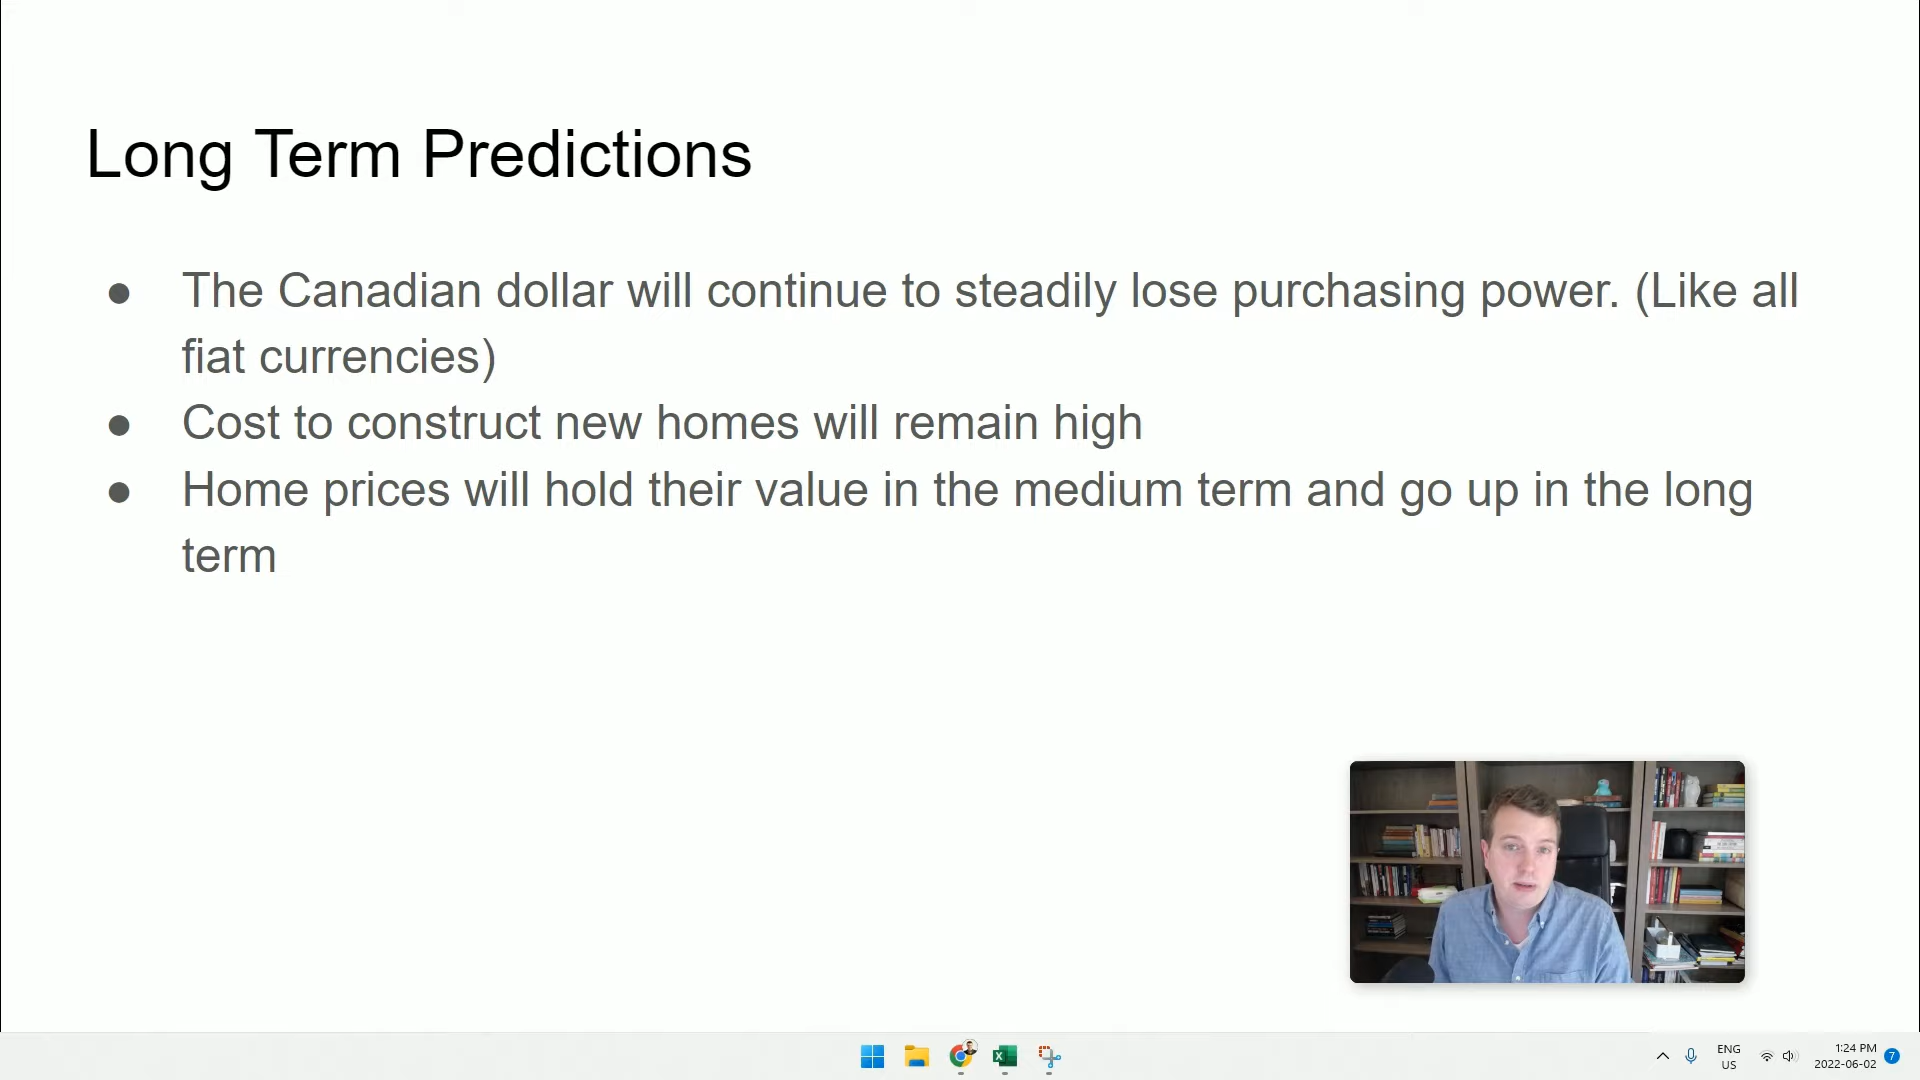 Long Term Predictions
● The Canadian dollar will continue to steadily lose purchasing power. (Like all
fiat currencies)
● Cost to construct new homes will remain high
● Home prices will hold their value in the medium term and go up in the long
term
ENG
US
1:24 PM
2022-06-02
7